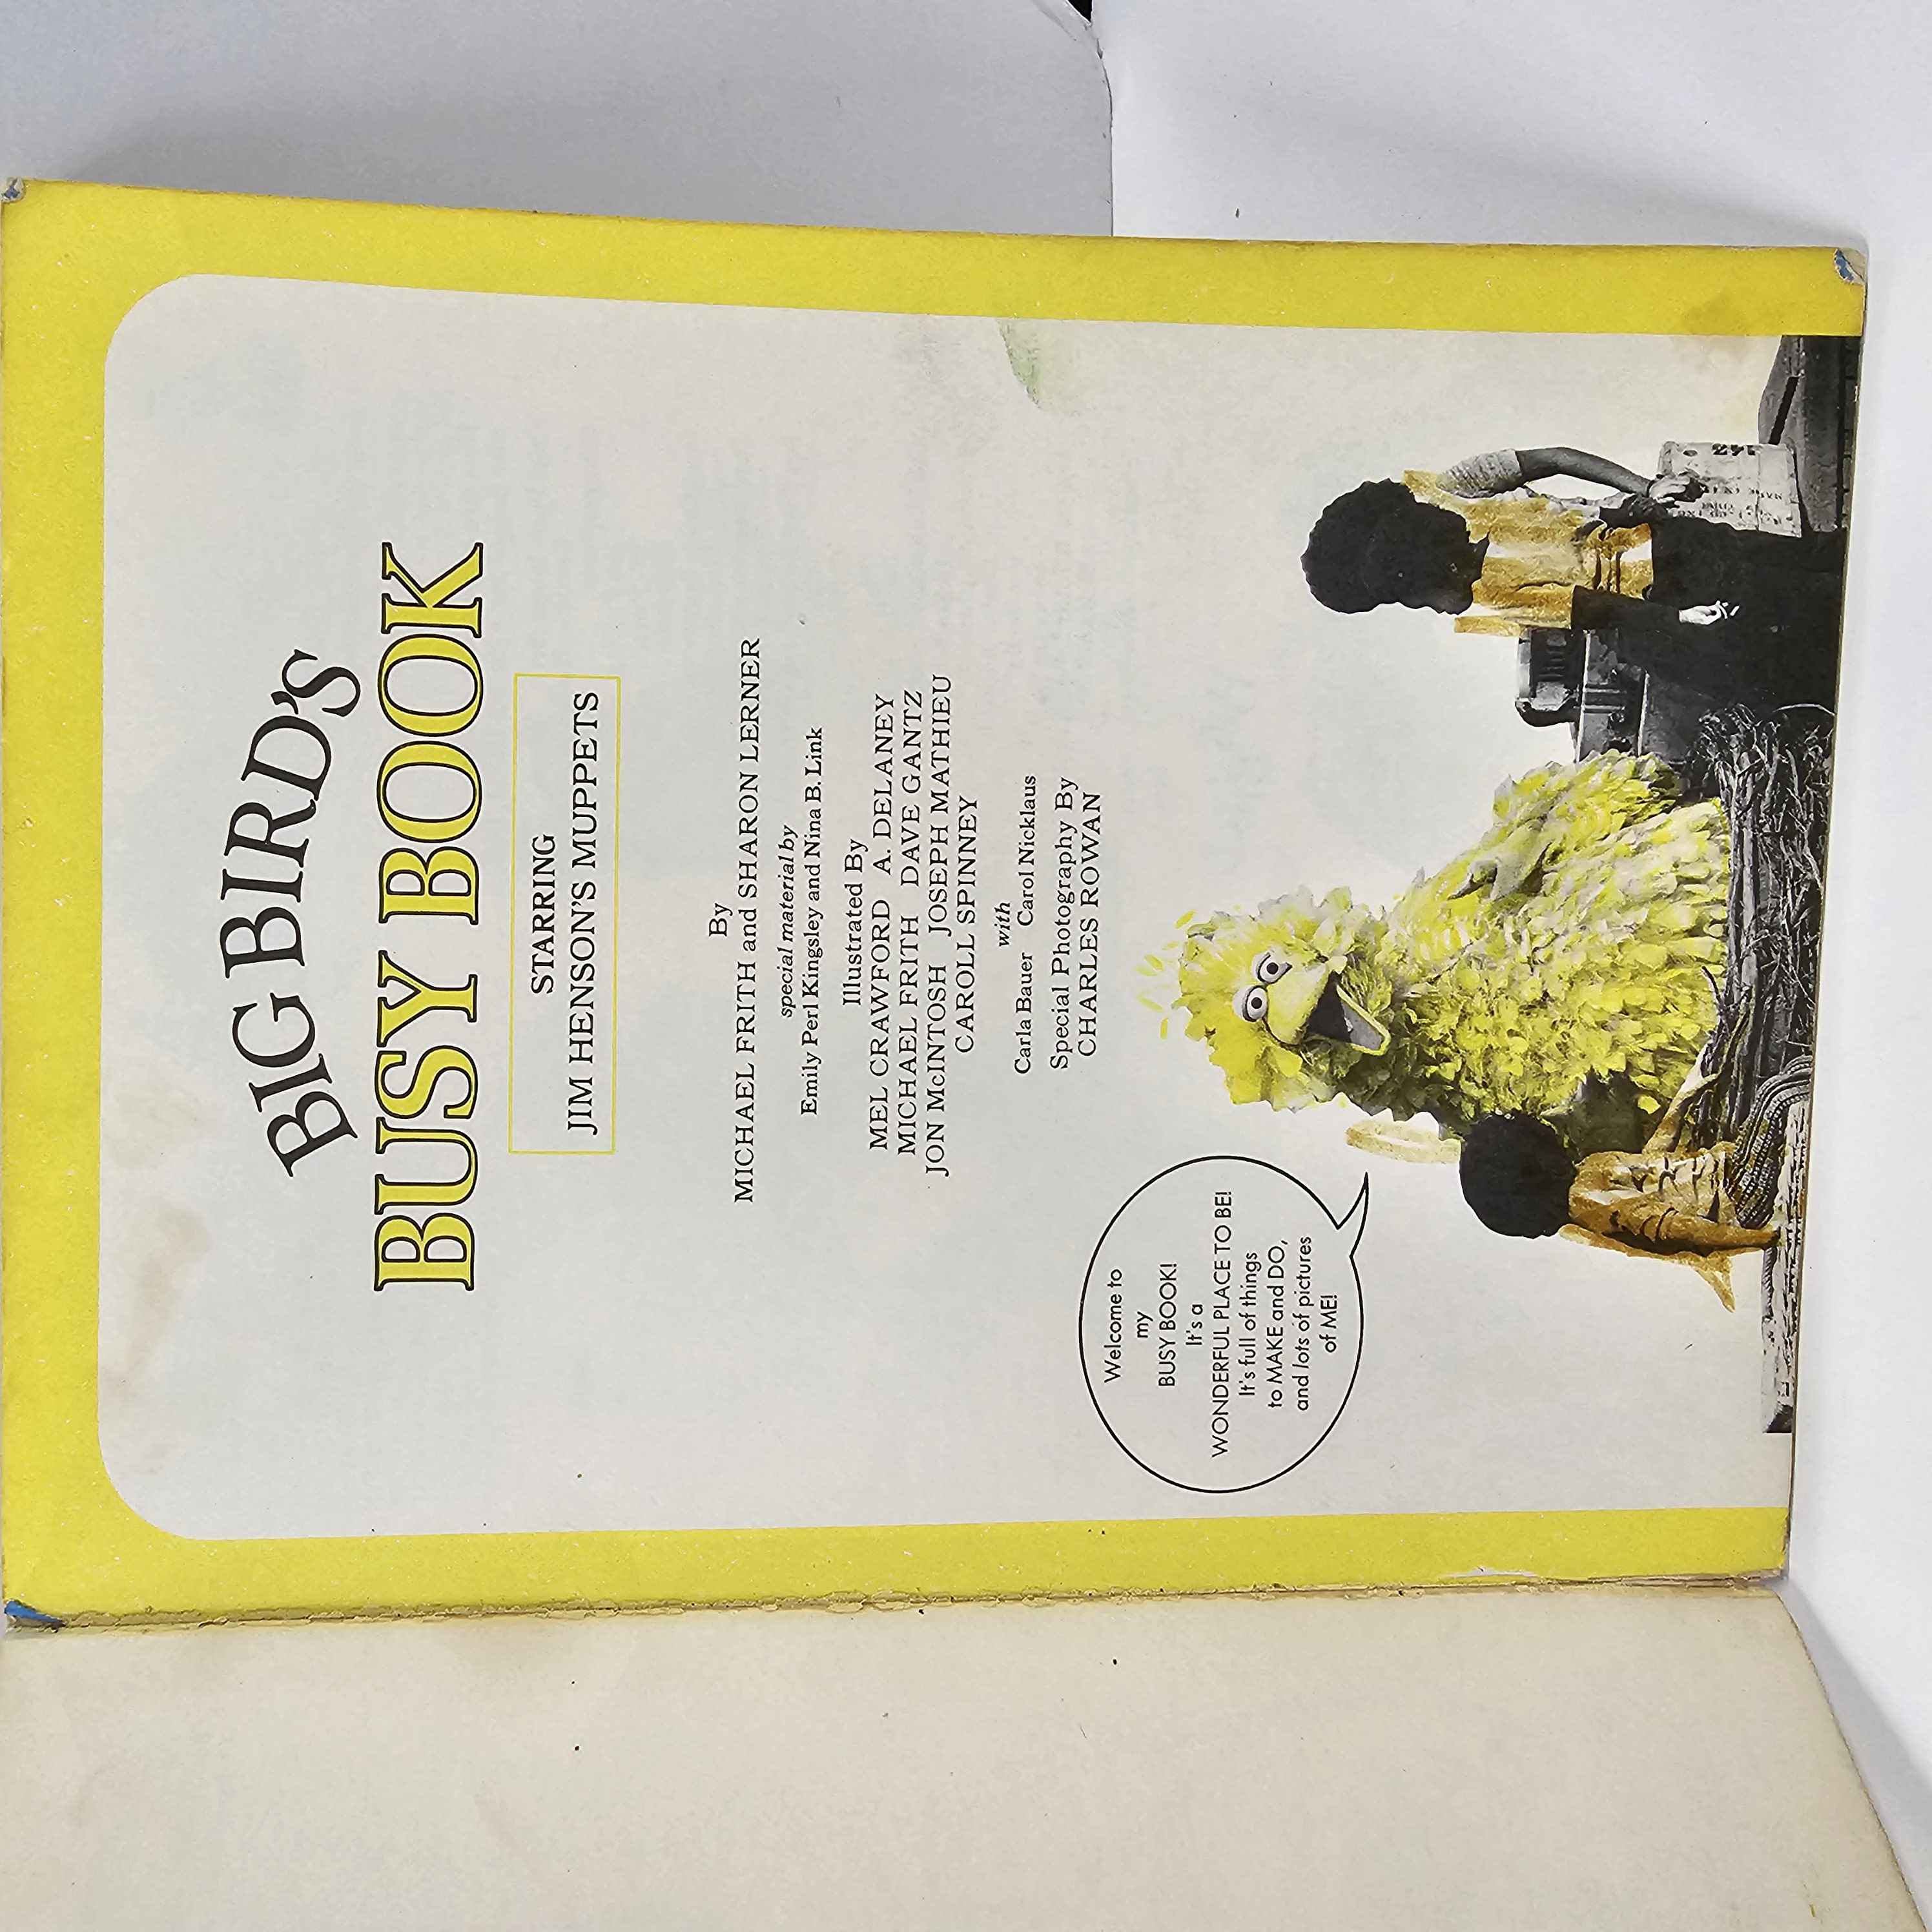 BIG BIRD'S
BUSY BOOK
STARRING
JIM HENSON'S MUPPETS
By
MICHAEL FRITH and SHARON LERNER
special material by
Emily Perl Kingsley and Nina B. Link
Illustrated By
MEL CRAWFORD A. DELANEY
MICHAEL FRITH DAVE GANTZ
JON McINTOSH JOSEPH MATHIEU
CAROLL SPINNEY
with
Carla Bauer Carol Nicklaus
Special Photography By
CHARLES ROWAN
Welcome to
my
BUSY BOOK!
It's a
WONDERFUL PLACE TO BE!
It's full of things
to MAKE and DO,
and lots of pictures
of ME!